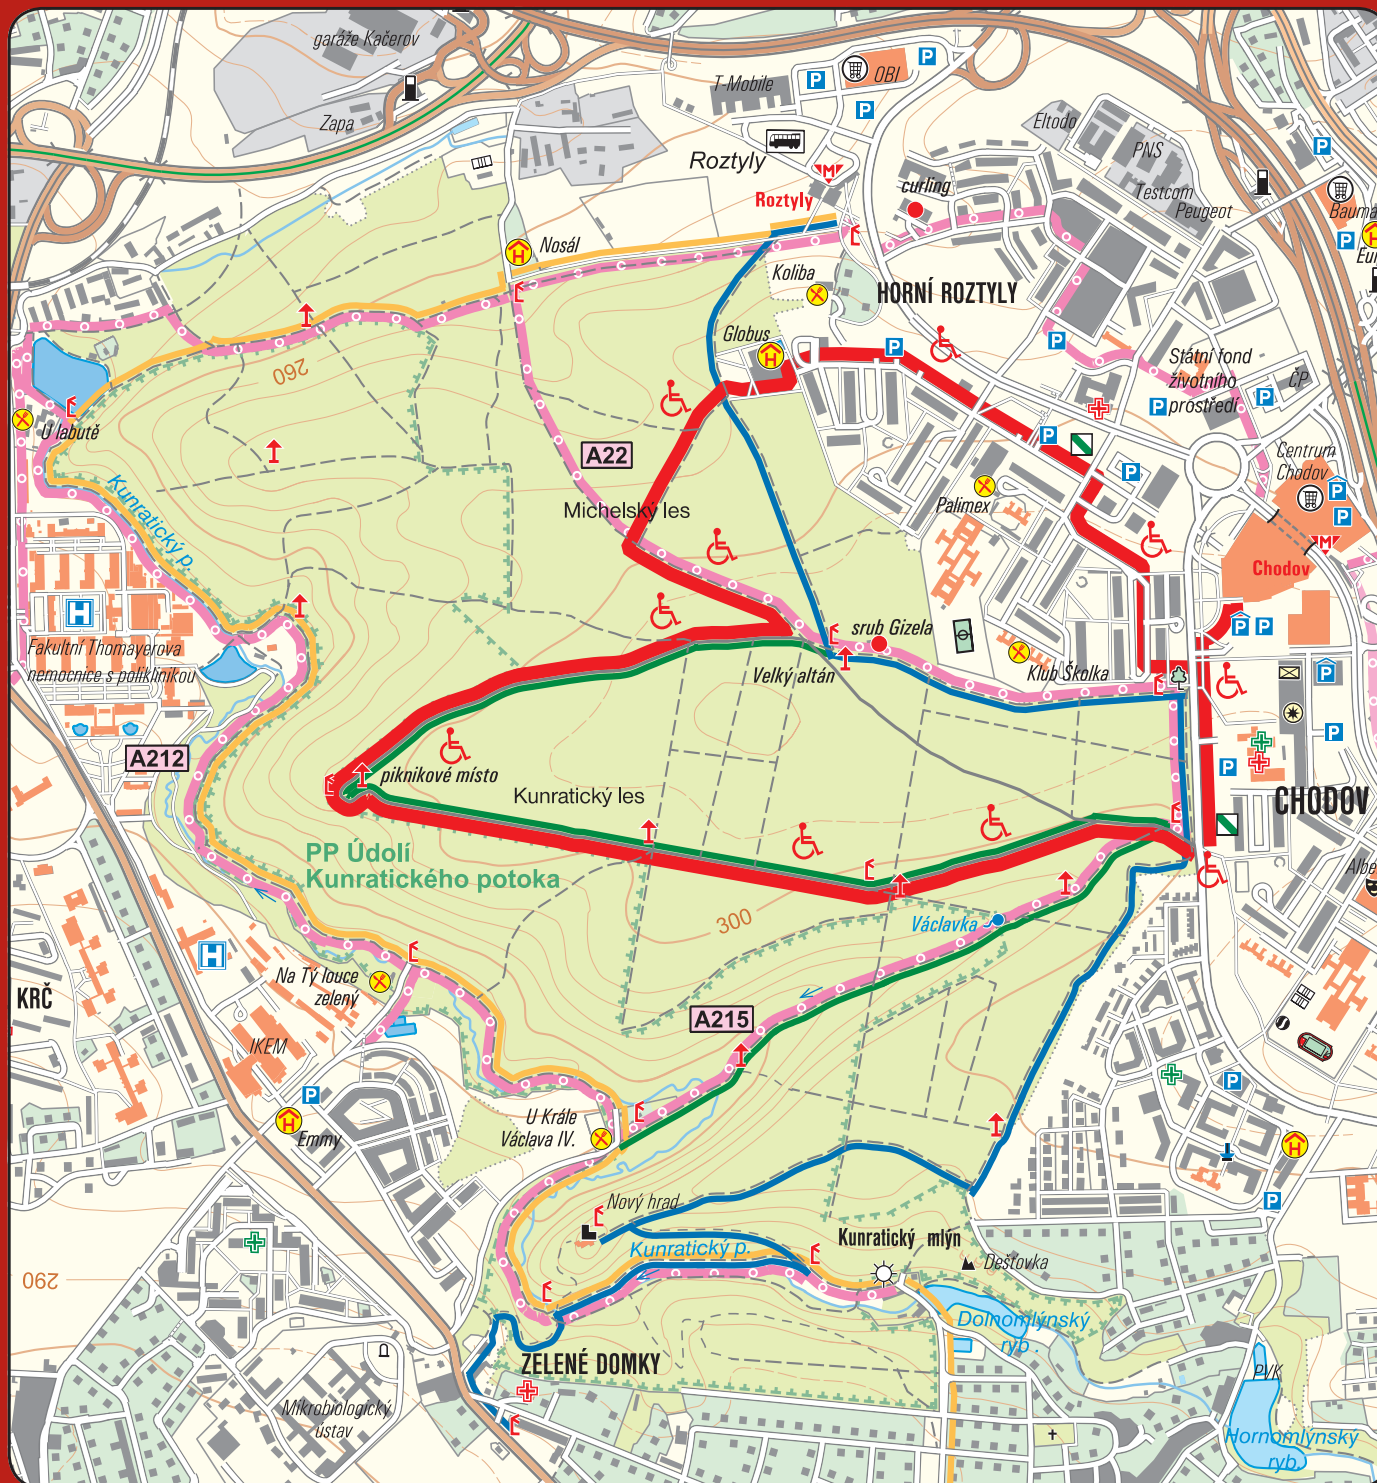 garáže Kačerov
Zapa
T-Mobile
OBI
P
P
P
Roztyly
M
Roztyly
curling
Eltodo
PNS
Testcom
Peugeot
P
P
H
Nosál
Koliba
HORNÍ ROZTYLY
Globus
H
P
P
Státní fond
životního
prostředí
P
P
ČP
260
U labutě
A22
Michelský les
P
P
Centrum
Chodov
P
P
M
Chodov
Palimex
Kunratický p.
H
Fakultní Thomayerova
nemocnice s poliklinikou
srub Gizela
Velký altán
Klub Školka
P
P
P
P
P
A212
piknikové místo
Kunratický les
CHODOV
PP Údolí
Kunratického potoka
300
Václavka
H
Na Tý louce
zelený
KRČ
IKEM
A215
P
H
Emmy
U Krále
Václava IV.
P
H
P
Nový hrad
Kunratický p.
Kunratický mlýn
Dešťovka
290
Dolnomlýnský
ryb.
ZELENÉ DOMKY
PVK
Mikrobiologický
ústav
Hornomlýnský
ryb.